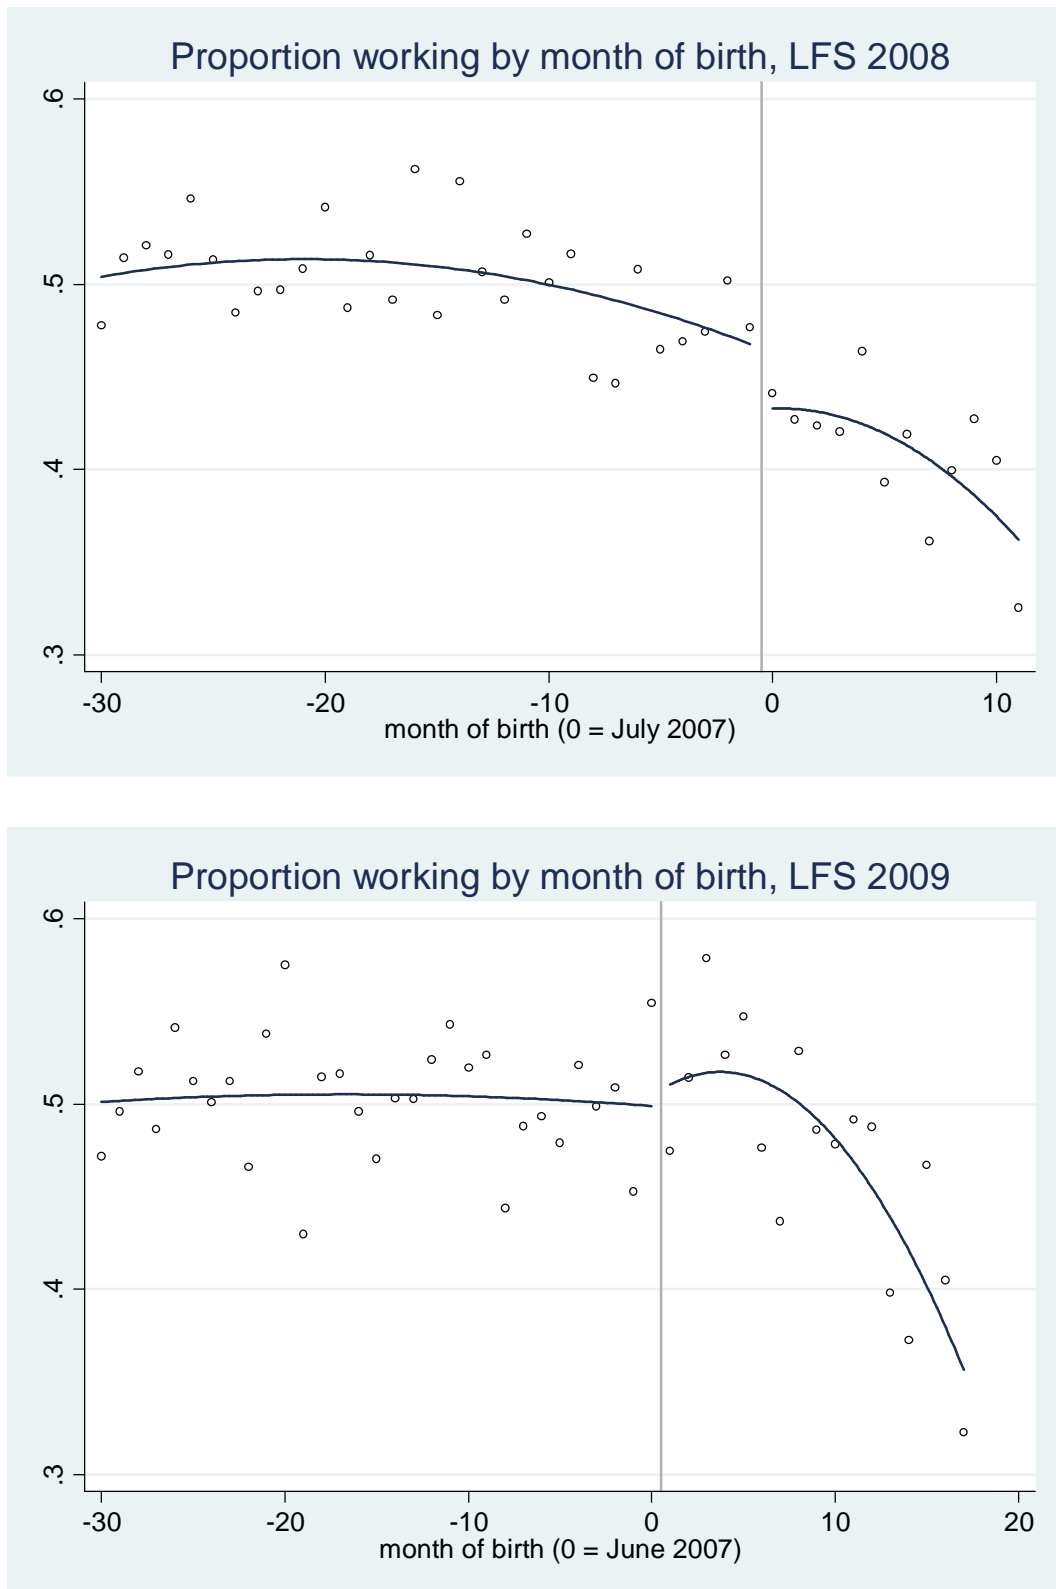 Proportion working by month of birth, LFS 2008
.6
.5
.4
.3
-30 -20 -10 0 10
month of birth (0 = July 2007)
Proportion working by month of birth, LFS 2009
.6
.5
.4
.3
-30 -20 -10 0 10 20
month of birth (0 = June 2007)